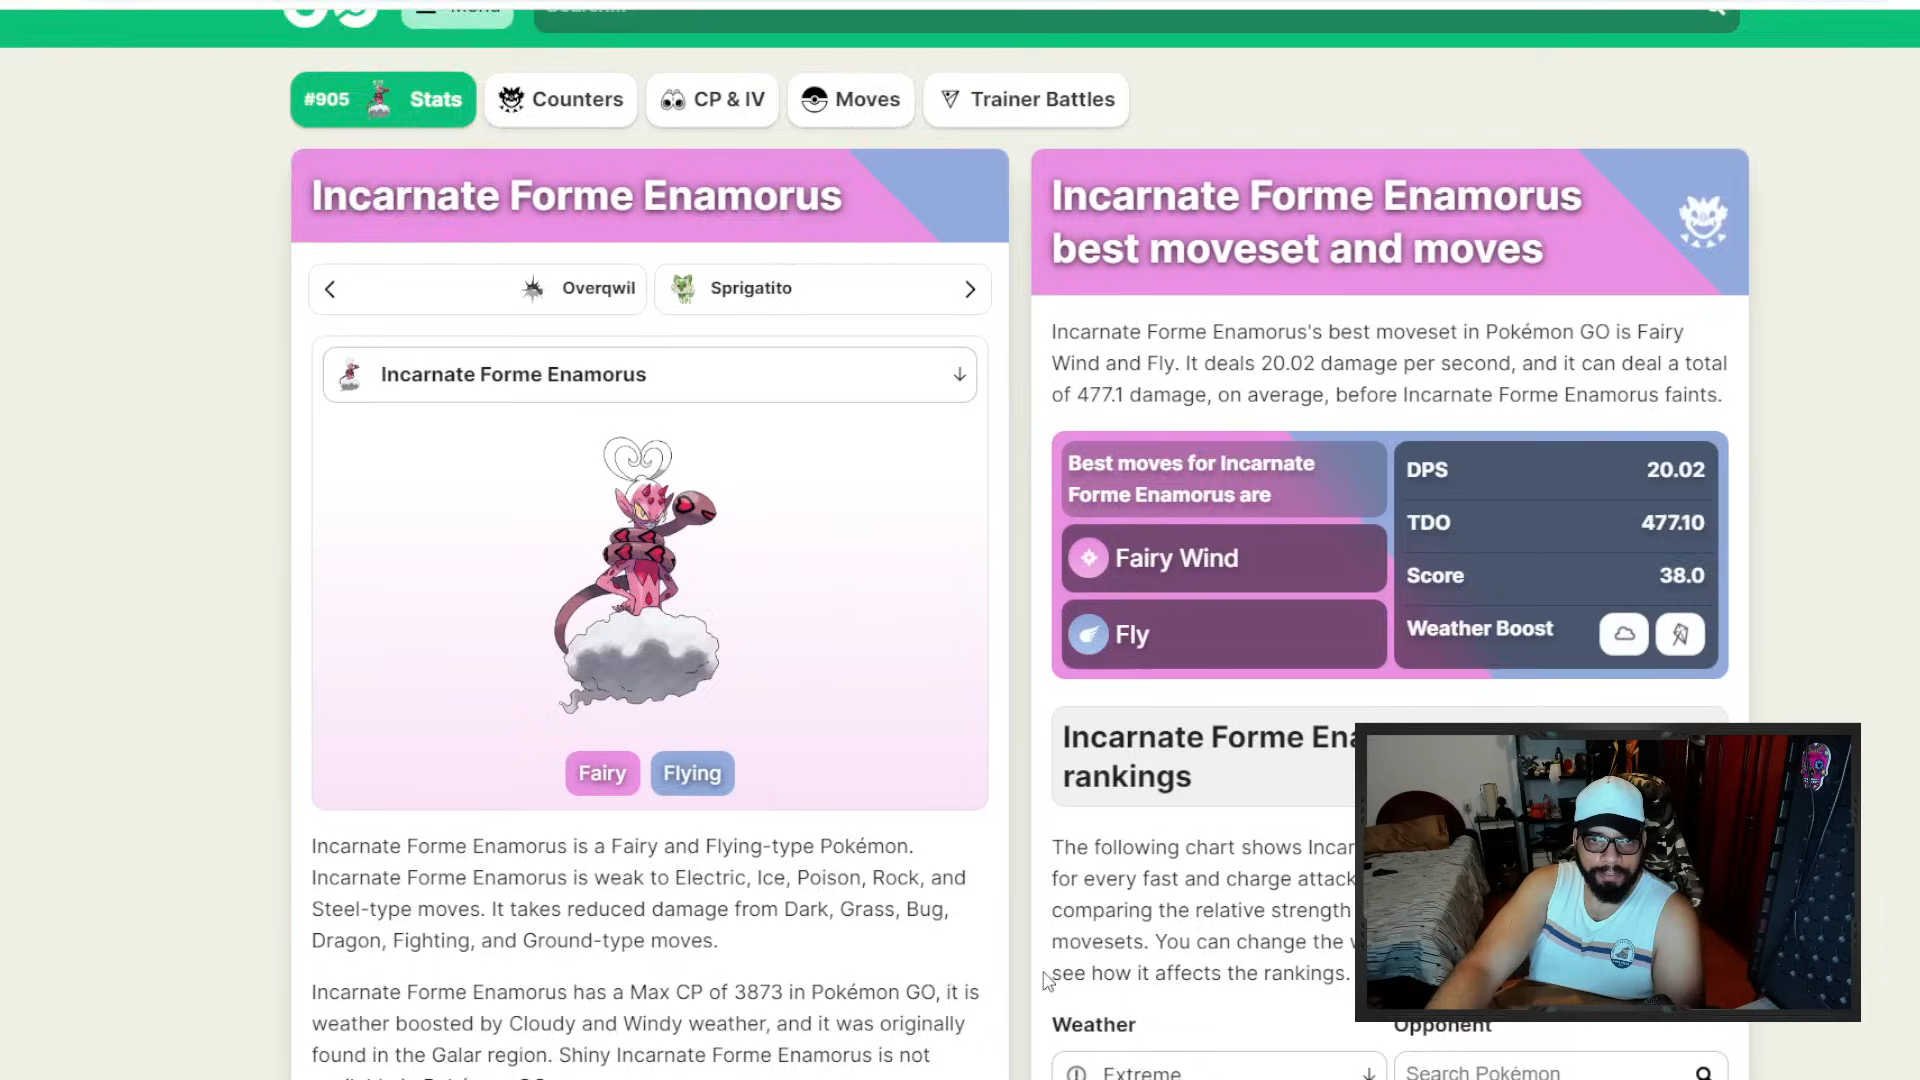 #905 Stats
Counters
CP & IV
Moves
Trainer Battles
Incarnate Forme Enamorus
Overqwil
Sprigatito
Incarnate Forme Enamorus
Fairy
Flying
Incarnate Forme Enamorus is a Fairy and Flying-type Pokémon.
Incarnate Forme Enamorus is weak to Electric, Ice, Poison, Rock, and
Steel-type moves. It takes reduced damage from Dark, Grass, Bug,
Dragon, Fighting, and Ground-type moves.
Incarnate Forme Enamorus has a Max CP of 3873 in Pokémon GO, it is
weather boosted by Cloudy and Windy weather, and it was originally
found in the Galar region. Shiny Incarnate Forme Enamorus is not
Incarnate Forme Enamorus
best moveset and moves
Incarnate Forme Enamorus's best moveset in Pokémon GO is Fairy
Wind and Fly. It deals 20.02 damage per second, and it can deal a total
of 477.1 damage, on average, before Incarnate Forme Enamorus faints.
Best moves for Incarnate
Forme Enamorus are
Fairy Wind
Fly
DPS 20.02
TDO 477.10
Score 38.0
Weather Boost
Incarnate Forme Ena
rankings
The following chart shows Incar
for every fast and charge attack
comparing the relative strength
movesets. You can change the
see how it affects the rankings.
Weather
Opponent
Extreme
Search Pokémon